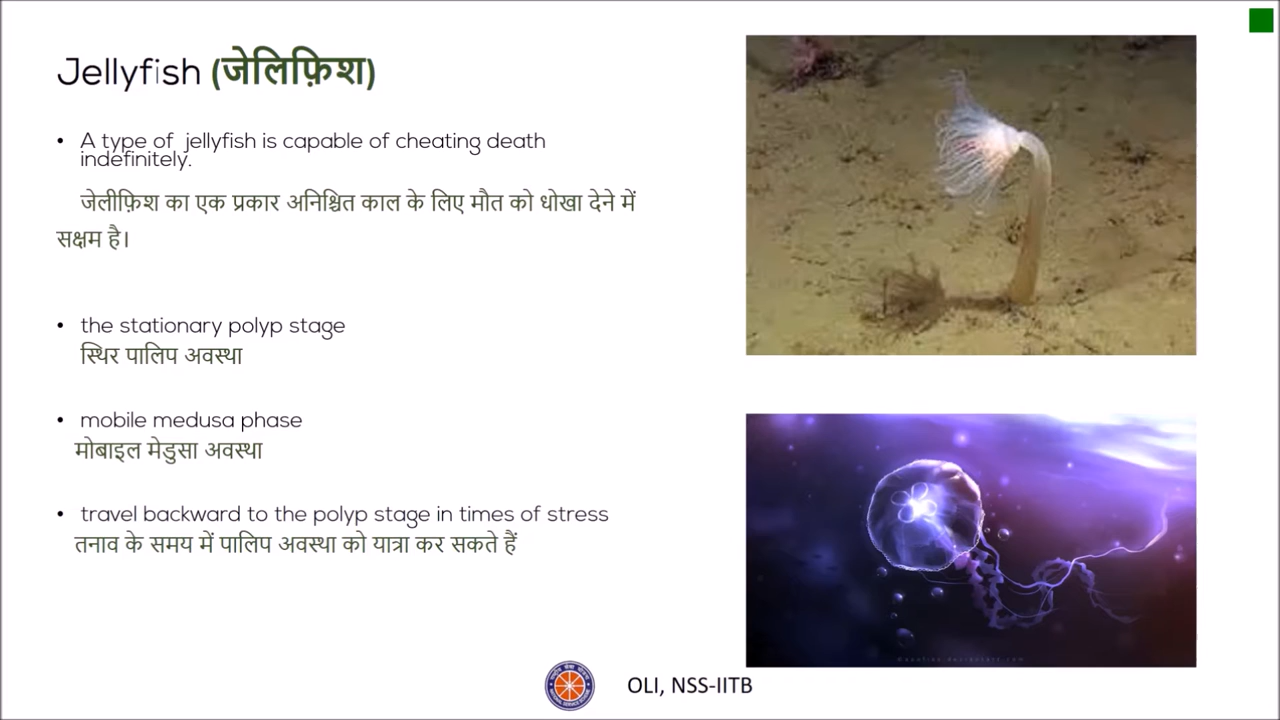 Jellyfish (जेलिफ़िश)
• A type of jellyfish is capable of cheating death
indefinitely.
जेलीफ़िश का एक प्रकार अनिश्चित काल के लिए मौत को धोखा देने में
सक्षम है।
• the stationary polyp stage
स्थिर पालिप अवस्था
• mobile medusa phase
मोबाइल मेडुसा अवस्था
• travel backward to the polyp stage in times of stress
तनाव के समय में पालिप अवस्था को यात्रा कर सकते हैं
OLI, NSS-IITB